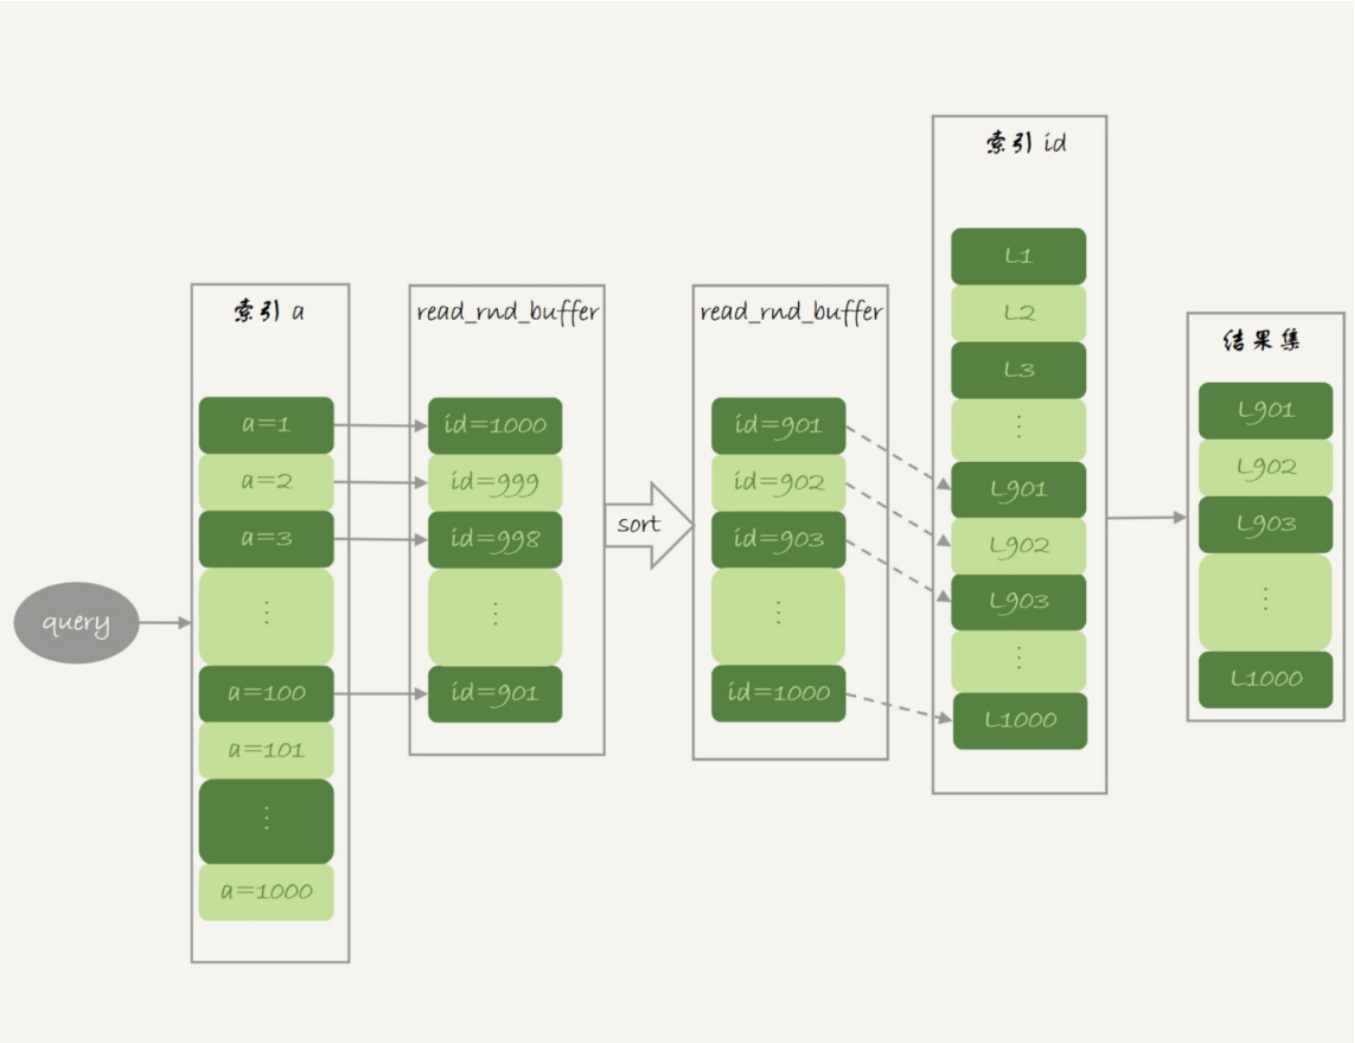 query
索引 a
a=1
a=2
a=3
⋮
a=100
a=101
⋮
a=1000
read_rnd_buffer
id=1000
id=999
id=998
⋮
id=901
sort
read_rnd_buffer
id=901
id=902
id=903
⋮
id=1000
索引 id
L1
L2
L3
⋮
L901
L902
L903
⋮
L1000
结果集
L901
L902
L903
⋮
L1000